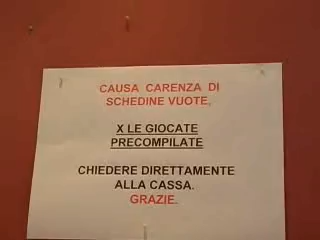 CAUSA CARENZA DI
SCHEDINE VUOTE,
X LE GIOCATE
PRECOMPILATE
CHIEDERE DIRETTAMENTE
ALLA CASSA.
GRAZIE.